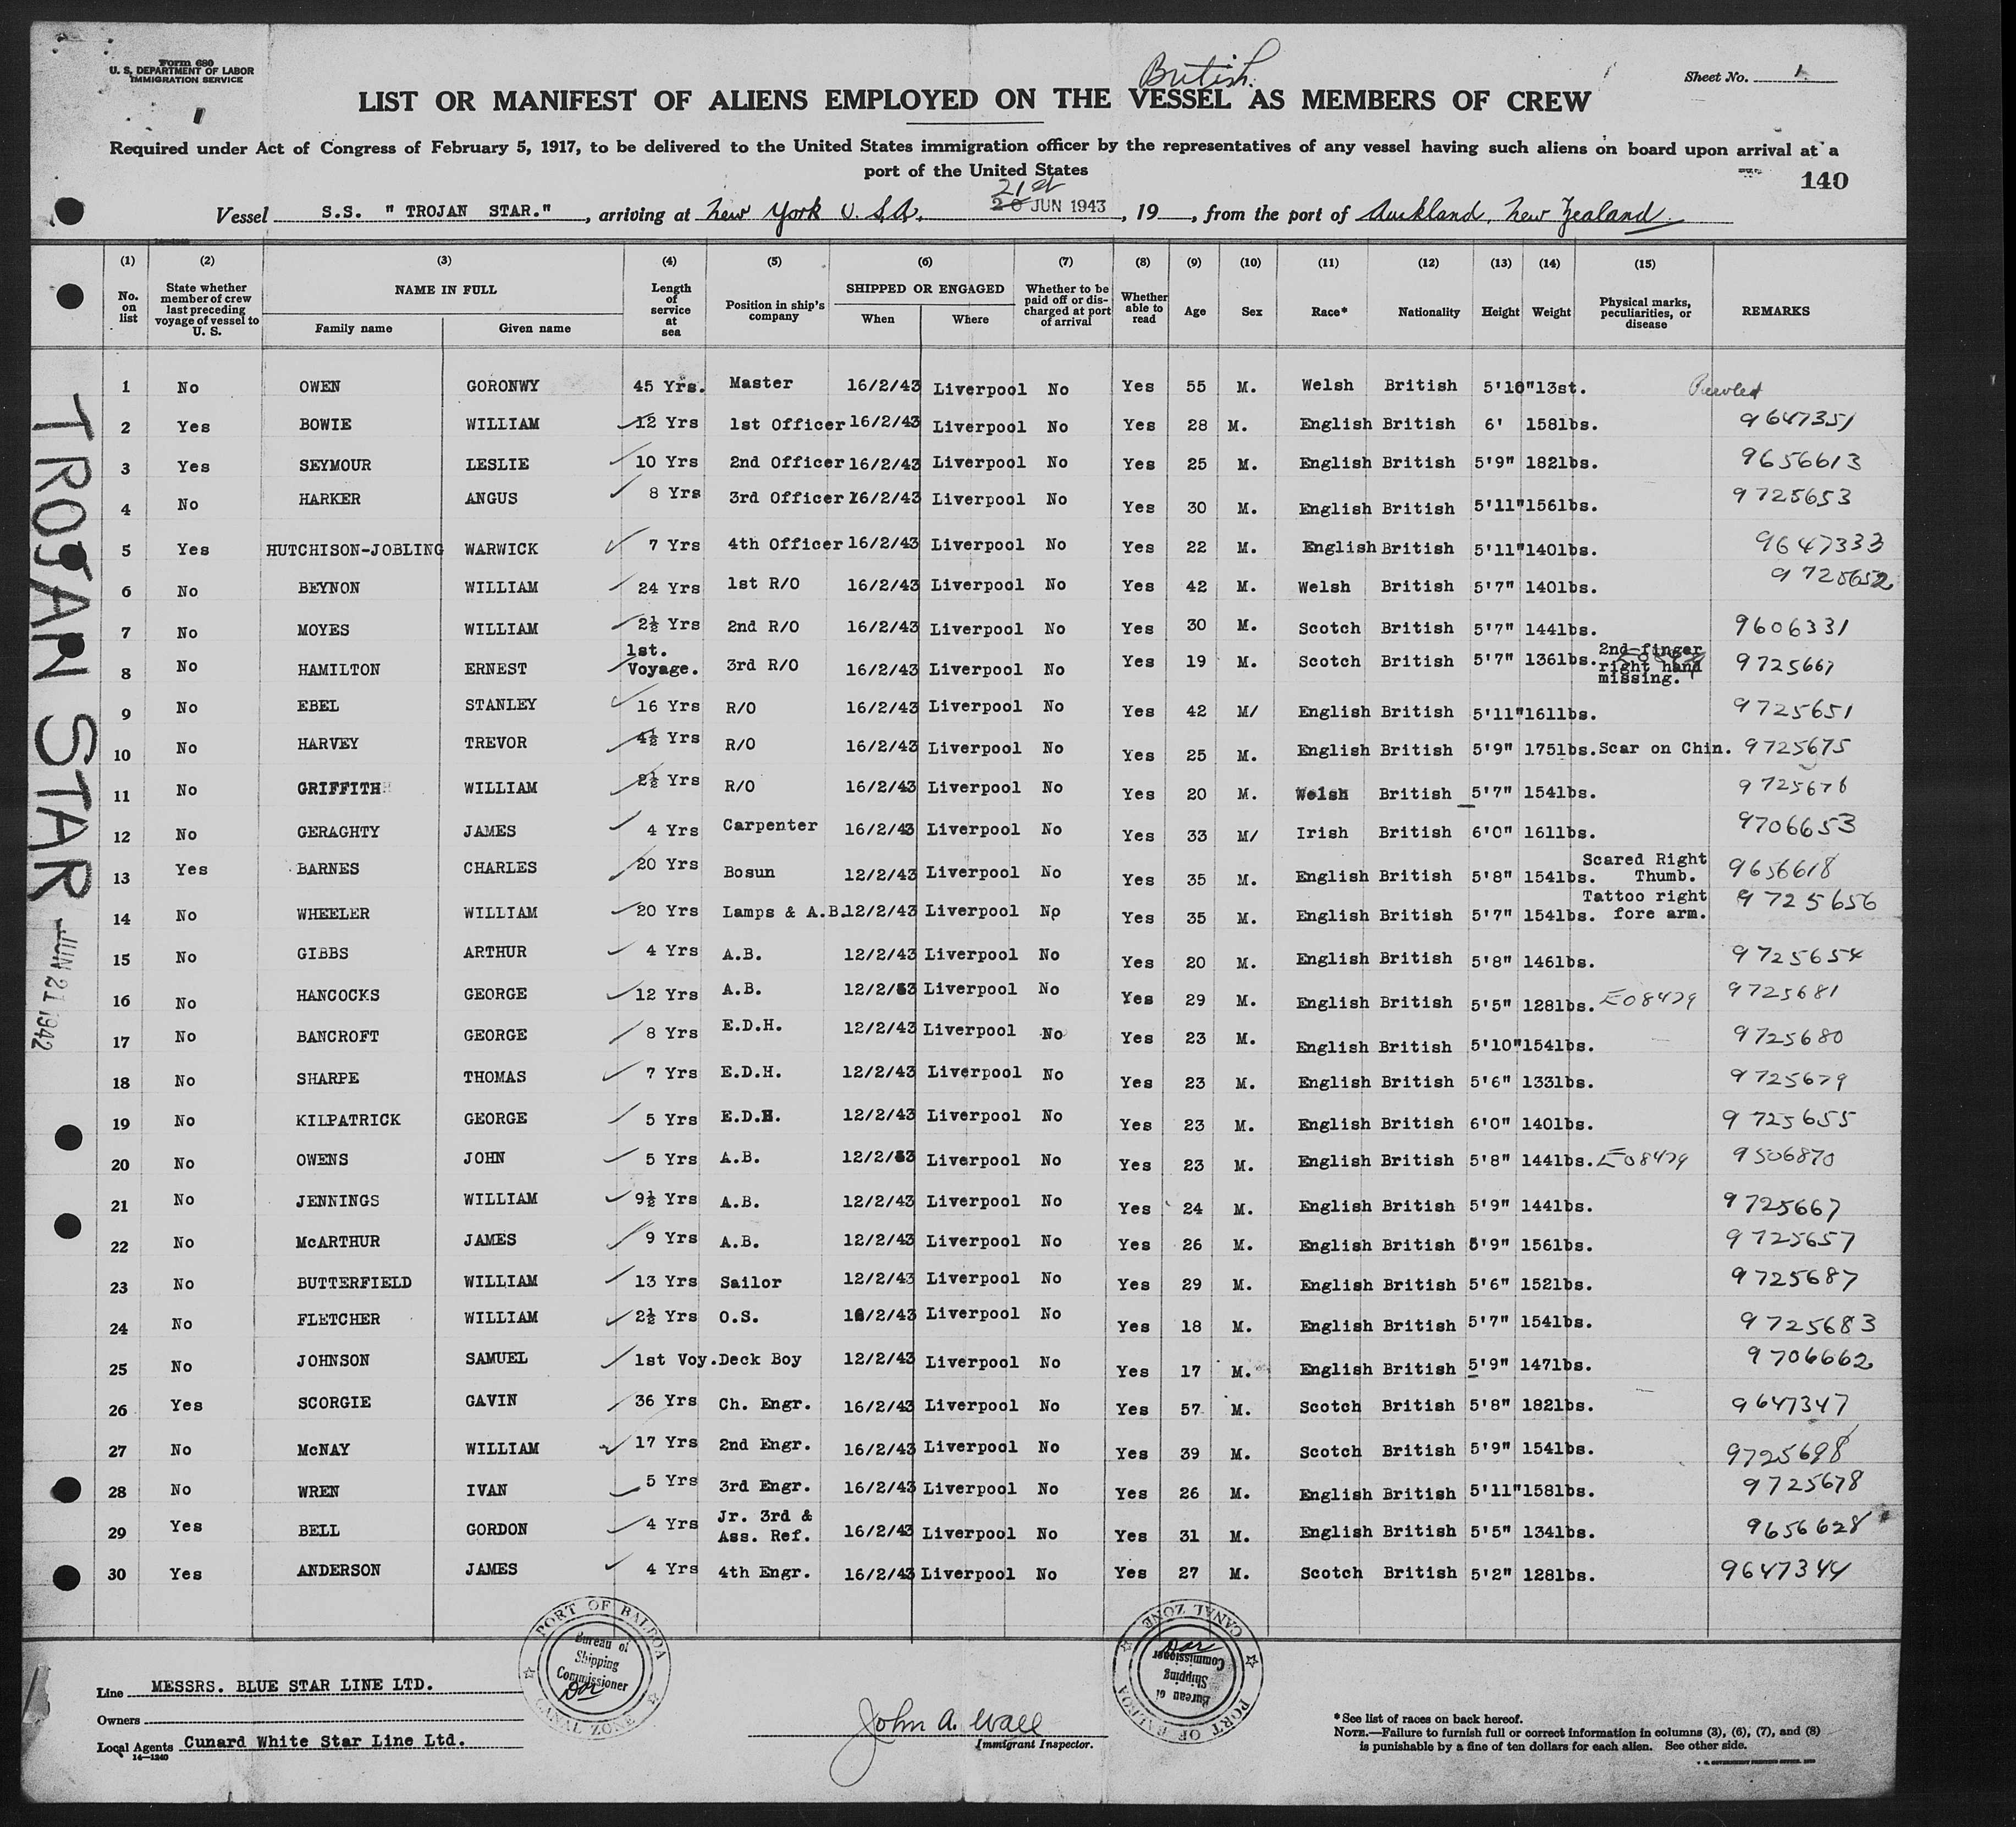 Form 680
U. S. DEPARTMENT OF LABOR
IMMIGRATION SERVICE
British.
Sheet No. 1
LIST OR MANIFEST OF ALIENS EMPLOYED ON THE VESSEL AS MEMBERS OF CREW
Required under Act of Congress of February 5, 1917, to be delivered to the United States immigration officer by the representatives of any vessel having such aliens on board upon arrival at a
port of the United States
140
21st
Vessel S.S. " TROJAN STAR." , arriving at New York U.S.A. 20 JUN 1943 , 19 , from the port of Auckland, New Zealand
(1) (2) (3) (4) (5) (6) (7) (8) (9) (10) (11) (12) (13) (14) (15)
No. on list State whether member of crew last preceding voyage of vessel to U. S. NAME IN FULL Family name Given name Length of service at sea Position in ship's company SHIPPED OR ENGAGED When Where Whether to be paid off or discharged at port of arrival Whether able to read Age Sex Race* Nationality Height Weight Physical marks, peculiarities, or disease REMARKS
1 No OWEN GORONWY 45 Yrs. Master 16/2/43 Liverpool No Yes 55 M. Welsh British 5'10" 13st.
2 Yes BOWIE WILLIAM 12 Yrs 1st Officer 16/2/43 Liverpool No Yes 28 M. English British 6' 158lbs. 9647351
3 Yes SEYMOUR LESLIE 10 Yrs 2nd Officer 16/2/43 Liverpool No Yes 25 M. English British 5'9" 182lbs. 9656613
4 No HARKER ANGUS 8 Yrs 3rd Officer 16/2/43 Liverpool No Yes 30 M. English British 5'11" 156lbs. 9725653
5 Yes HUTCHISON-JOBLING WARWICK 7 Yrs 4th Officer 16/2/43 Liverpool No Yes 22 M. English British 5'11" 140lbs. 9647333
6 No BEYNON WILLIAM 24 Yrs 1st R/O 16/2/43 Liverpool No Yes 42 M. Welsh British 5'7" 140lbs. 9725652
7 No MOYES WILLIAM 2½ Yrs 2nd R/O 16/2/43 Liverpool No Yes 30 M. Scotch British 5'7" 144lbs. 9606331
8 No HAMILTON ERNEST 1st. Voyage. 3rd R/O 16/2/43 Liverpool No Yes 19 M. Scotch British 5'7" 136lbs. 2nd finger right hand missing. 9725661
9 No EBEL STANLEY 16 Yrs R/O 16/2/43 Liverpool No Yes 42 M/ English British 5'11" 161lbs. 9725651
10 No HARVEY TREVOR 4½ Yrs R/O 16/2/43 Liverpool No Yes 25 M. English British 5'9" 175lbs. Scar on Chin. 9725675
11 No GRIFFITH WILLIAM 2½ Yrs R/O 16/2/43 Liverpool No Yes 20 M. Welsh British 5'7" 154lbs. 9725676
12 No GERAGHTY JAMES 4 Yrs Carpenter 16/2/43 Liverpool No Yes 33 M/ Irish British 6'0" 161lbs. 9706653
13 Yes BARNES CHARLES 20 Yrs Bosun 12/2/43 Liverpool No Yes 35 M. English British 5'8" 154lbs. Scared Right Thumb. 9656618
14 No WHEELER WILLIAM 20 Yrs Lamps & A.B. 12/2/43 Liverpool No Yes 35 M. English British 5'7" 154lbs. Tattoo right fore arm. 9725656
15 No GIBBS ARTHUR 4 Yrs A.B. 12/2/43 Liverpool No Yes 20 M. English British 5'8" 146lbs. 9725654
16 No HANCOCKS GEORGE 12 Yrs A.B. 12/2/43 Liverpool No Yes 29 M. English British 5'5" 128lbs. E08479 9725681
17 No BANCROFT GEORGE 8 Yrs E.D.H. 12/2/43 Liverpool No Yes 23 M. English British 5'10" 154lbs. 9725680
18 No SHARPE THOMAS 7 Yrs E.D.H. 12/2/43 Liverpool No Yes 23 M. English British 5'6" 133lbs. 9725679
19 No KILPATRICK GEORGE 5 Yrs E.D.H. 12/2/43 Liverpool No Yes 23 M. English British 6'0" 140lbs. 9725655
20 No OWENS JOHN 5 Yrs A.B. 12/2/43 Liverpool No Yes 23 M. English British 5'8" 144lbs. E08479 9506870
21 No JENNINGS WILLIAM 9½ Yrs A.B. 12/2/43 Liverpool No Yes 24 M. English British 5'9" 144lbs. 9725667
22 No McARTHUR JAMES 9 Yrs A.B. 12/2/43 Liverpool No Yes 26 M. English British 5'9" 156lbs. 9725657
23 No BUTTERFIELD WILLIAM 13 Yrs Sailor 12/2/43 Liverpool No Yes 29 M. English British 5'6" 152lbs. 9725687
24 No FLETCHER WILLIAM 2½ Yrs O.S. 16/2/43 Liverpool No Yes 18 M. English British 5'7" 154lbs. 9725683
25 No JOHNSON SAMUEL 1st Voy. Deck Boy 12/2/43 Liverpool No Yes 17 M. English British 5'9" 147lbs. 9706662
26 Yes SCORGIE GAVIN 36 Yrs Ch. Engr. 16/2/43 Liverpool No Yes 57 M. Scotch British 5'8" 182lbs. 9647347
27 No McNAY WILLIAM 17 Yrs 2nd Engr. 16/2/43 Liverpool No Yes 39 M. Scotch British 5'9" 154lbs. 9725698
28 No WREN IVAN 5 Yrs 3rd Engr. 16/2/43 Liverpool No Yes 26 M. English British 5'11" 158lbs. 9725678
29 Yes BELL GORDON 4 Yrs Jr. 3rd & Ass. Ref. 16/2/43 Liverpool No Yes 31 M. English British 5'5" 134lbs. 9656628
30 Yes ANDERSON JAMES 4 Yrs 4th Engr. 16/2/43 Liverpool No Yes 27 M. Scotch British 5'2" 128lbs. 9647344
TROJAN STAR
JUN 21 1942
PORT OF BALBOA
Bureau of
Shipping
Commissioner
CANAL ZONE
PORT OF BALBOA
Bureau of
Shipping
Commissioner
CANAL ZONE
Line MESSRS. BLUE STAR LINE LTD.
Owners
Local Agents Cunard White Star Line Ltd.
14—1240
John A. Wall
Immigrant Inspector.
*See list of races on back hereof.
NOTE.—Failure to furnish full or correct information in columns (3), (6), (7), and (8)
is punishable by a fine of ten dollars for each alien. See other side.